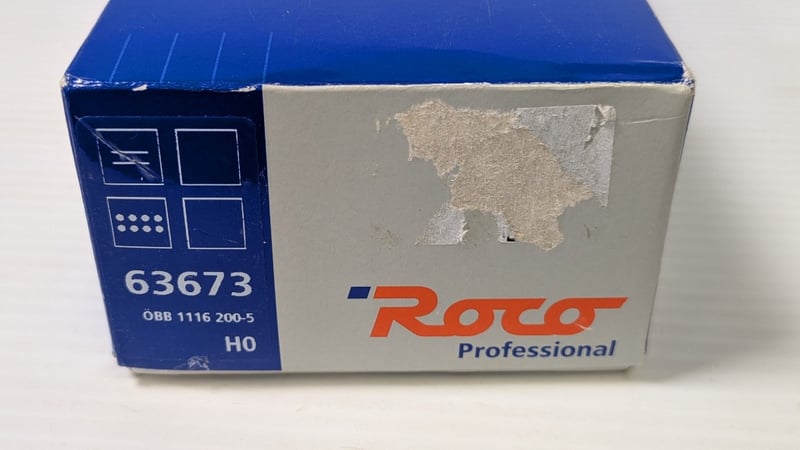 63673
ÖBB 1116 200-5
H0
Roco
Professional